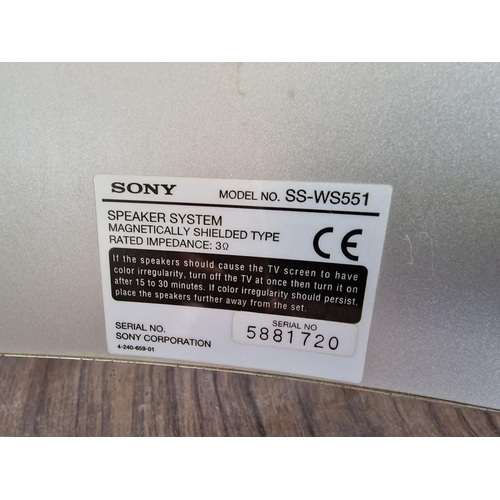 SONY MODEL NO. SS-WS551
SPEAKER SYSTEM
MAGNETICALLY SHIELDED TYPE
RATED IMPEDANCE: 3Ω
CE
If the speakers should cause the TV screen to have
color irregularity, turn off the TV at once then turn it on
after 15 to 30 minutes. If color irregularity should persist,
place the speakers further away from the set.
SERIAL NO.
SONY CORPORATION
4-240-659-01
SERIAL NO
5881720